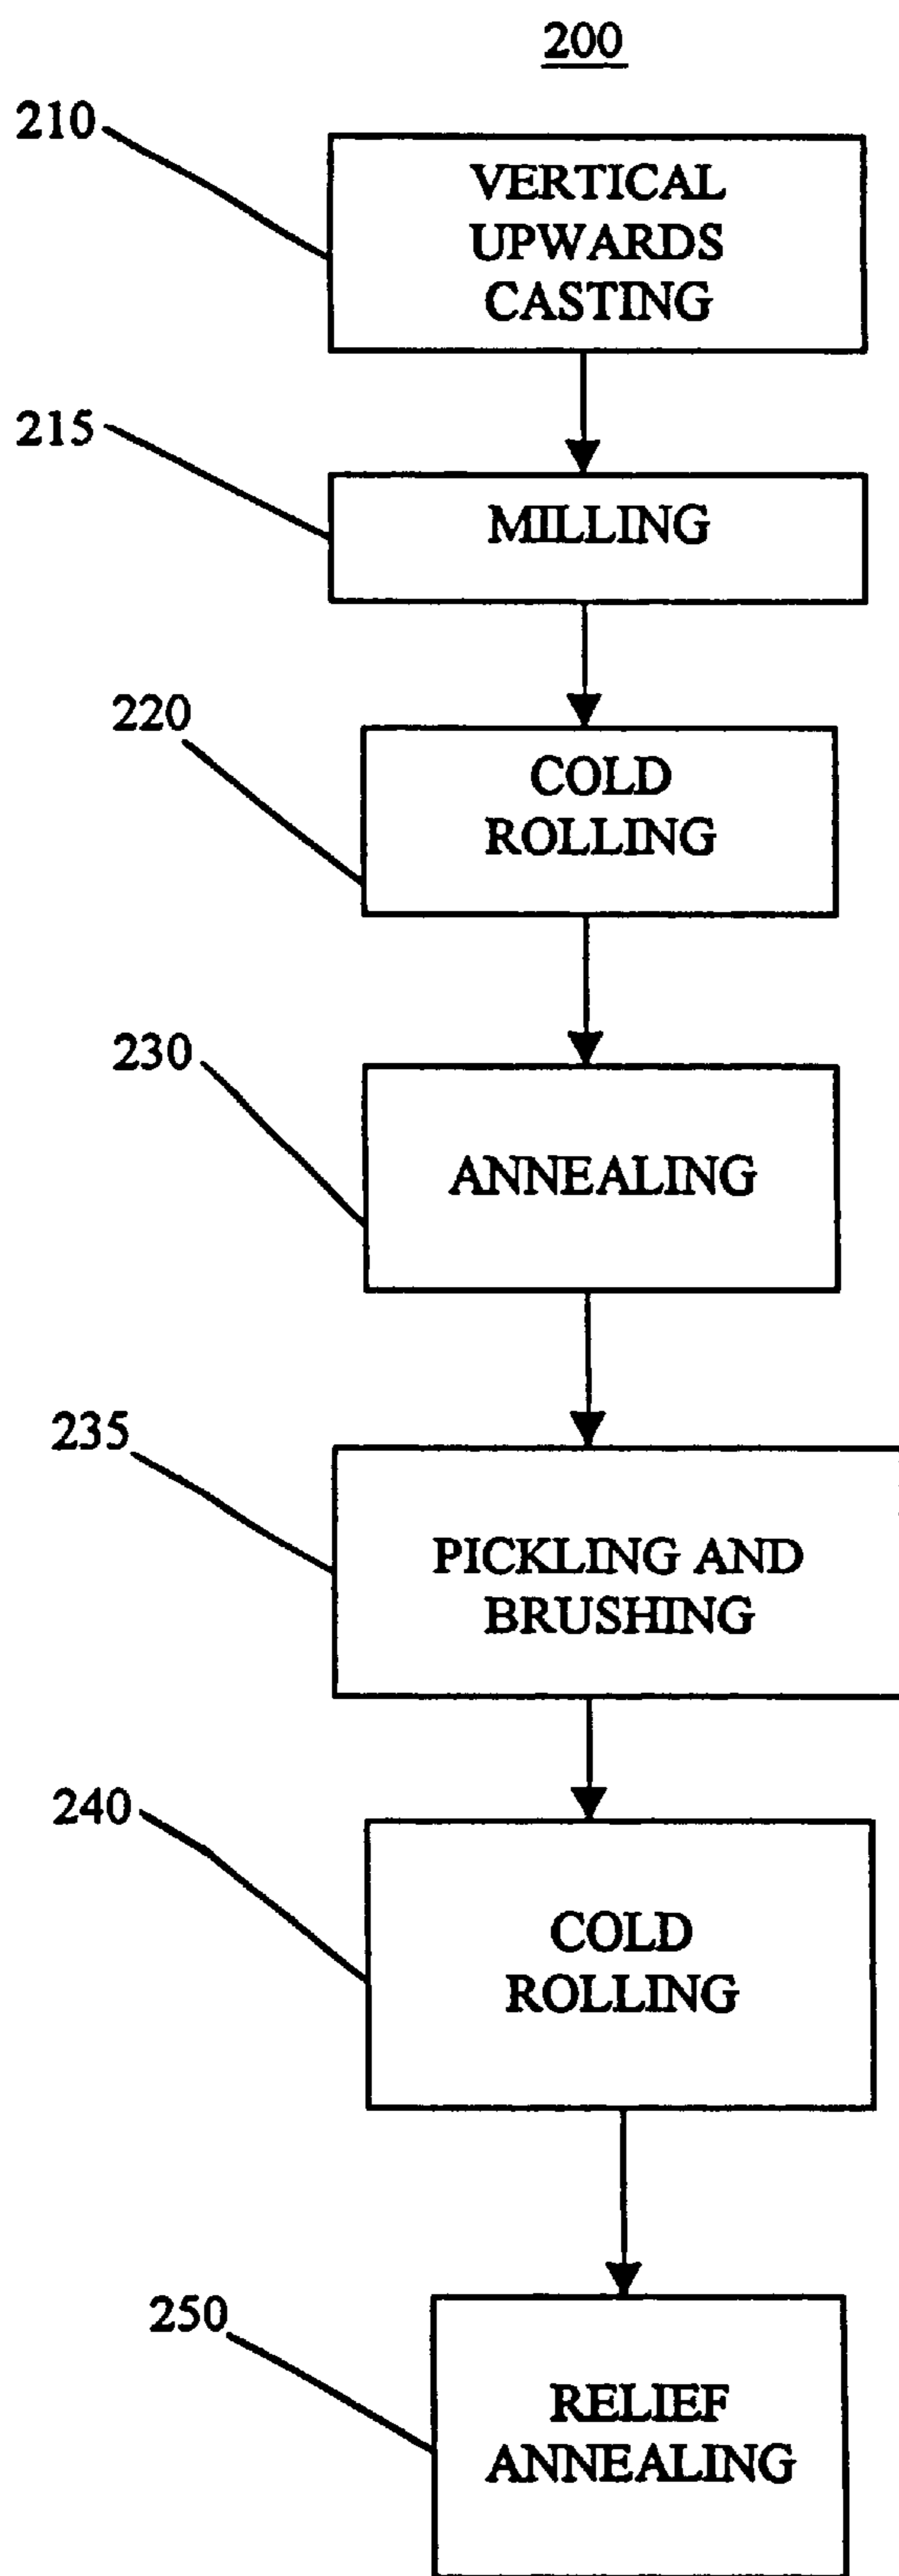 200
210
VERTICAL
UPWARDS
CASTING
215
MILLING
220
COLD
ROLLING
230
ANNEALING
235
PICKLING AND
BRUSHING
240
COLD
ROLLING
250
RELIEF
ANNEALING